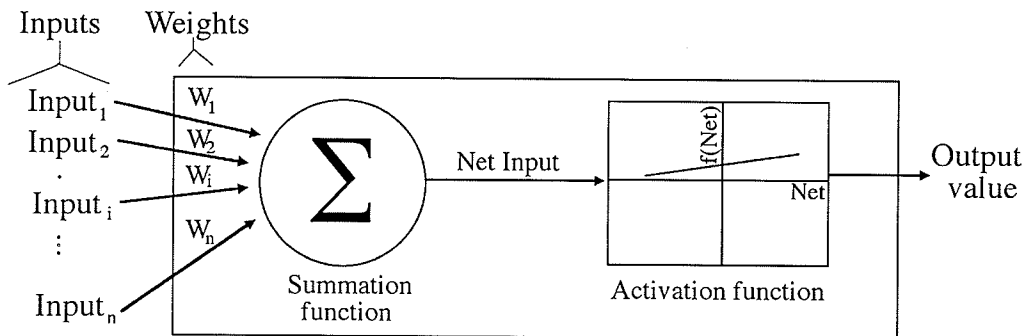 Inputs Weights
Input₁ W₁
Input₂ W₂
.
Inputᵢ Wᵢ
⋮
Inputₙ Wₙ
Σ
Summation
function
Net Input
f(Net)
Net
Activation function
Output
value